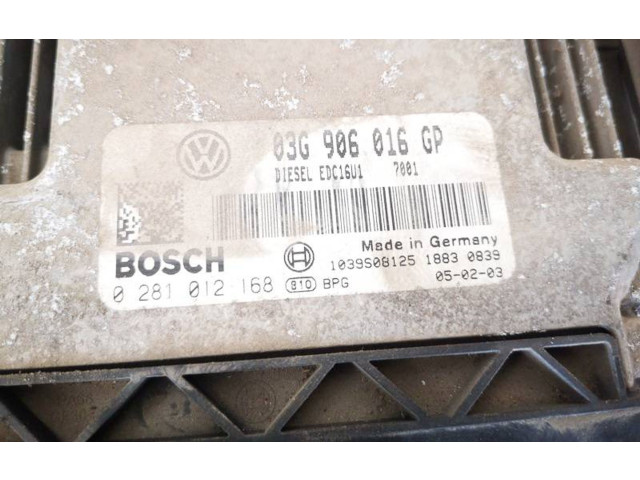 03G 906 016 GP
DIESEL EDC16U1 7001
BOSCH
Made in Germany
1039S08125 1883 0839
0 281 012 168 810 BPG 05-02-03